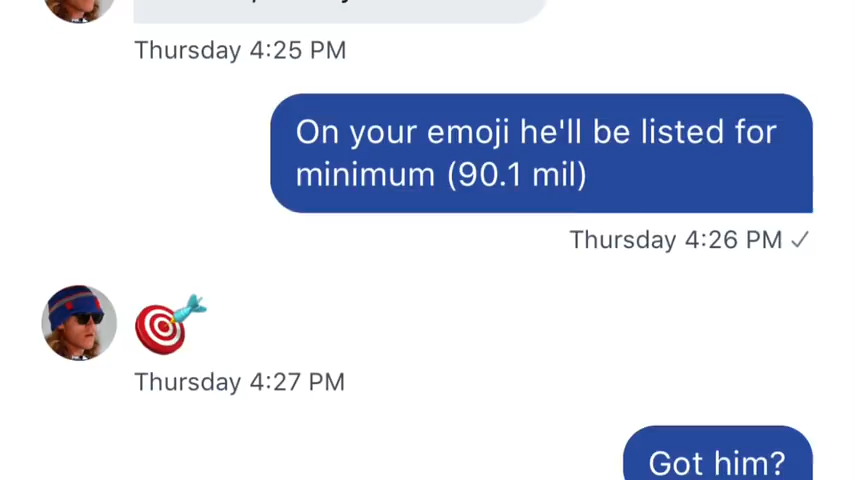 Thursday 4:25 PM
On your emoji he'll be listed for
minimum (90.1 mil)
Thursday 4:26 PM
Thursday 4:27 PM
Got him?